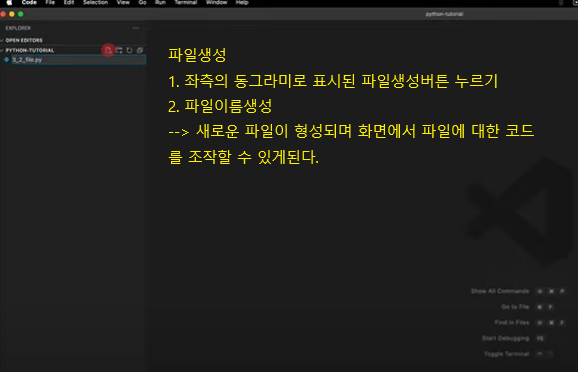 Code File Edit Selection View Go Run Terminal Window Help
python-tutorial
EXPLORER
OPEN EDITORS
PYTHON-TUTORIAL
3_2_file.py
파일생성
1. 좌측의 동그라미로 표시된 파일생성버튼 누르기
2. 파일이름생성
--> 새로운 파일이 형성되며 화면에서 파일에 대한 코드
를 조작할 수 있게된다.
Show All Commands ⇧ ⌘ P
Go to File ⌘ P
Find in Files ⇧ ⌘ F
Start Debugging F5
Toggle Terminal